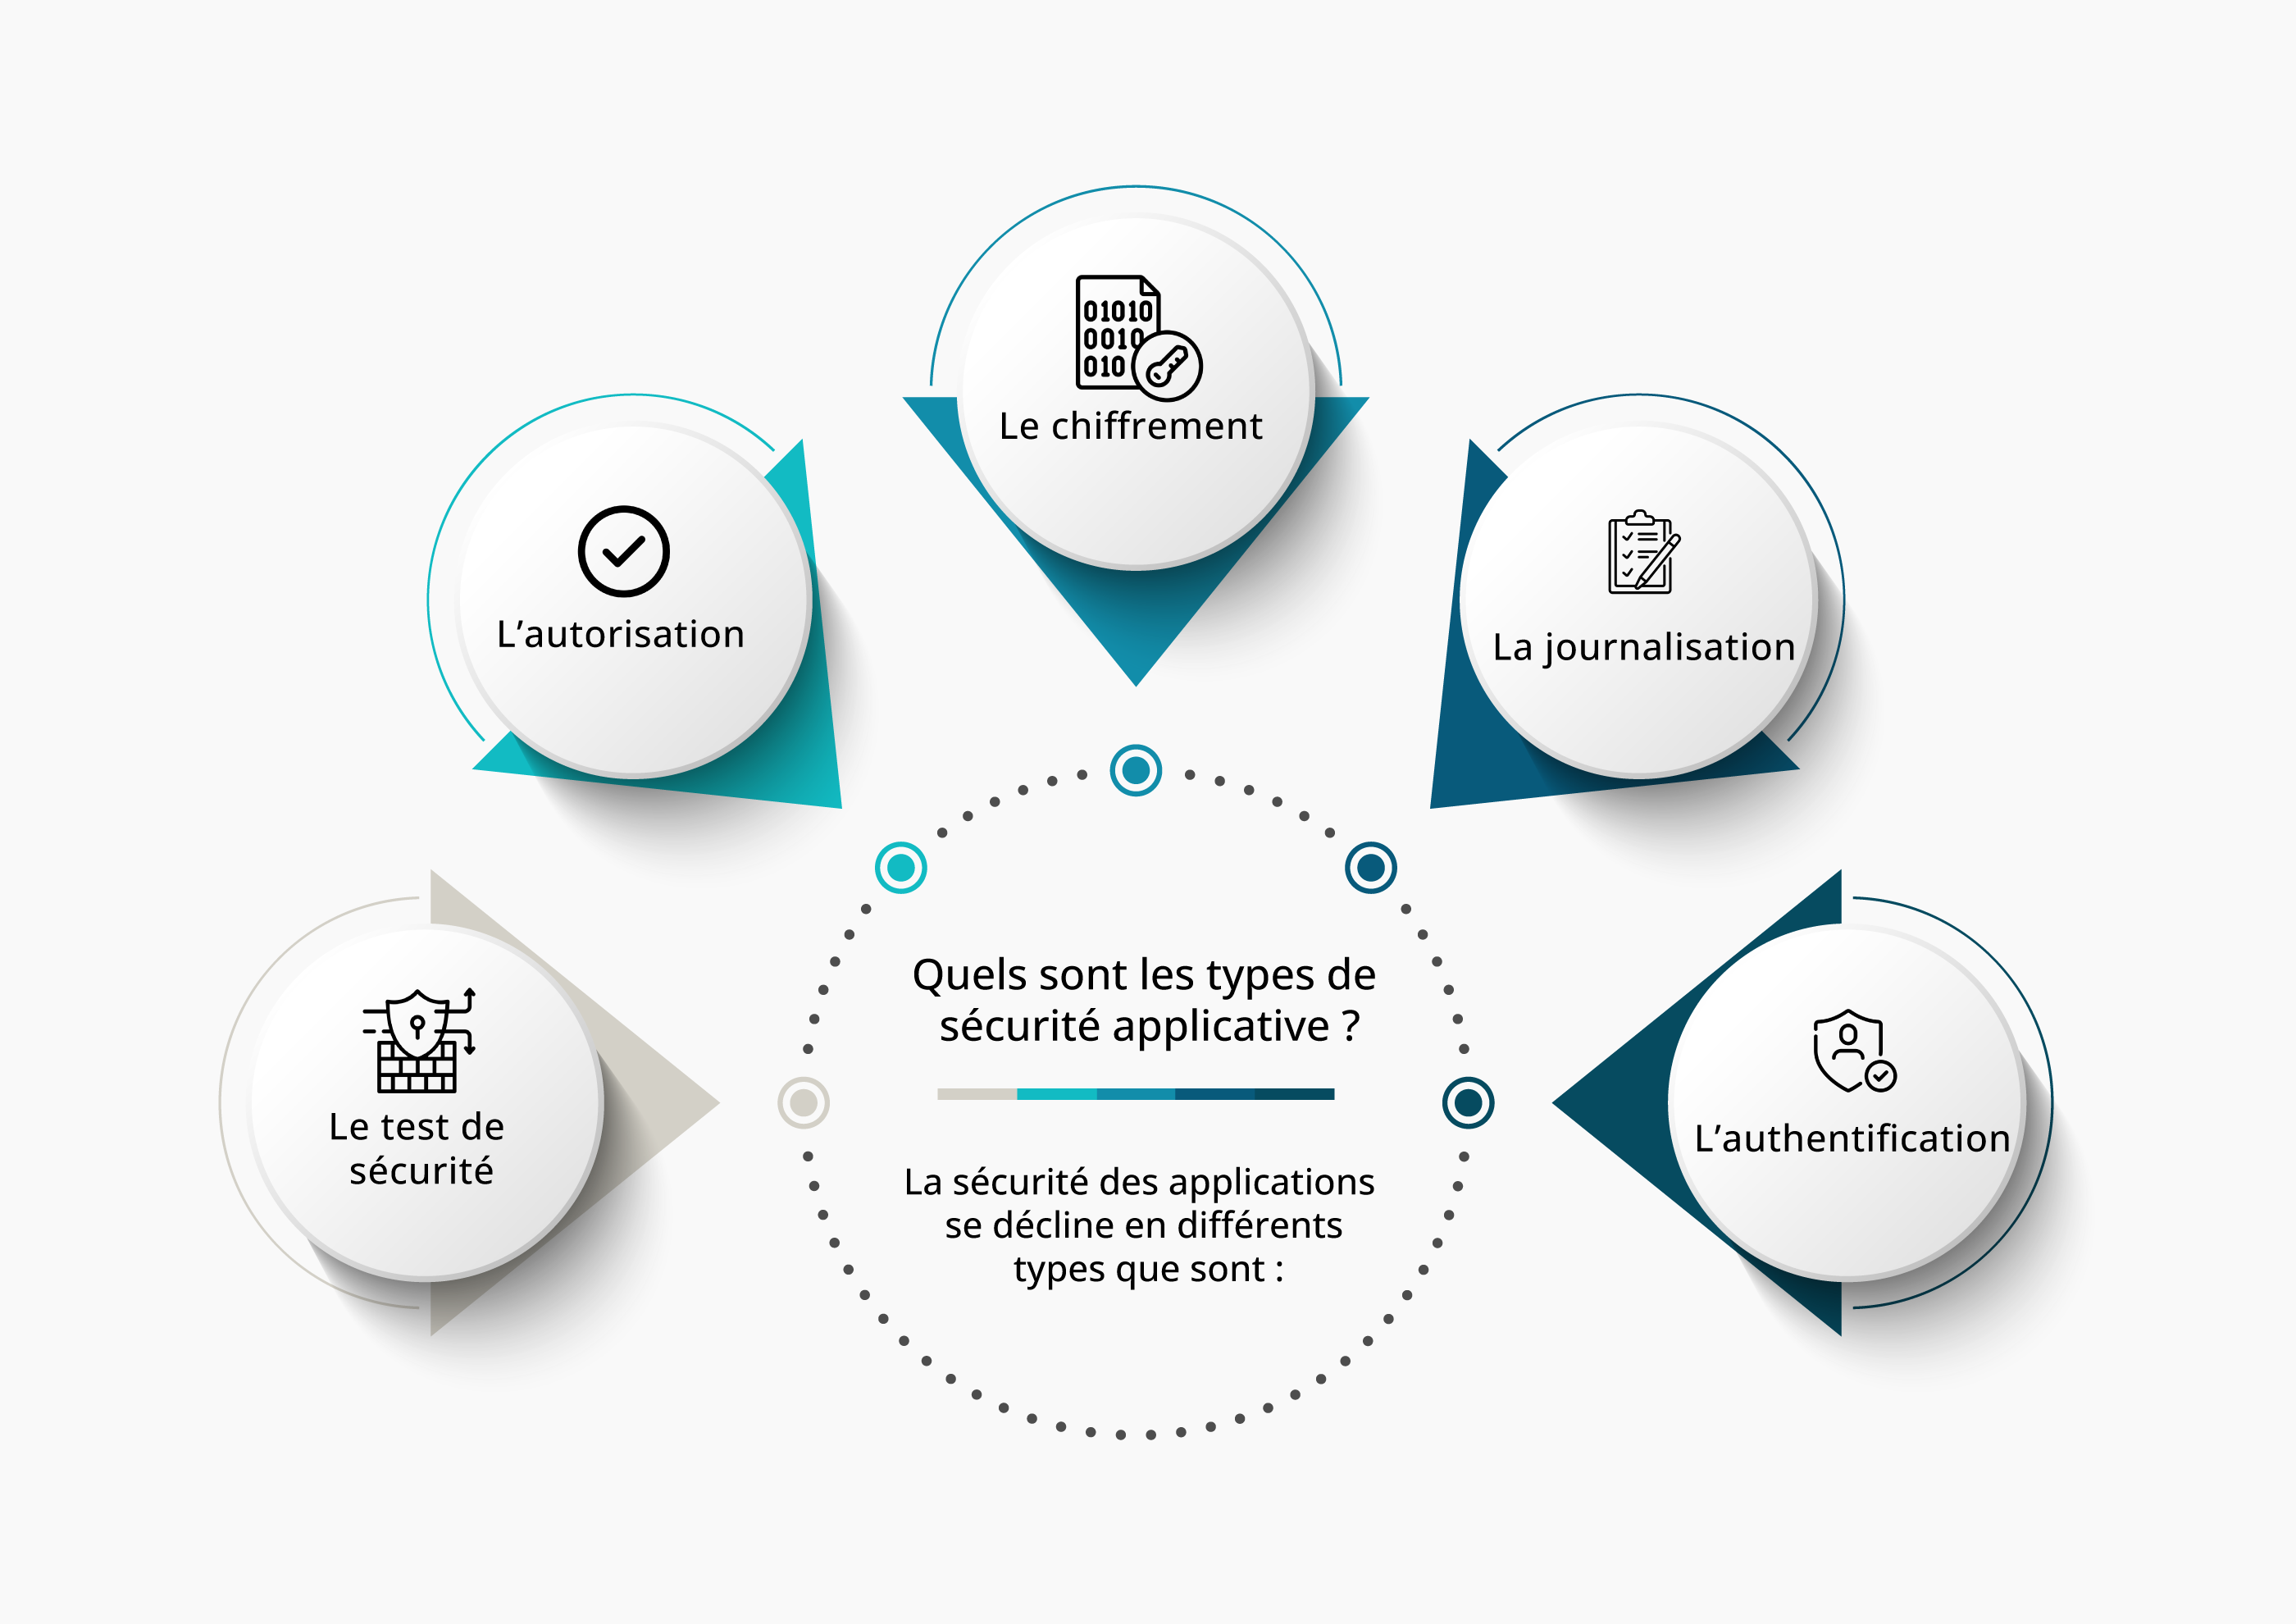 01010
0010
010
Le chiffrement
L’autorisation
La journalisation
Quels sont les types de
sécurité applicative ?
Le test de
sécurité
L’authentification
La sécurité des applications
se décline en différents
types que sont :